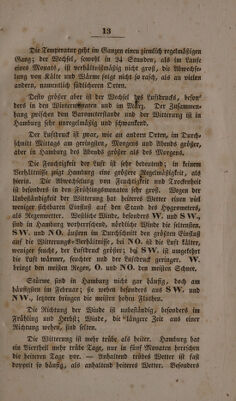 13
Die Temperatur geht im Ganzen einen ziemlich regelmäßigen
Gang; der Wechsel, sowohl in 24 Stunden, als im Laufe
eines Monats, ist verhältnißmäßig nicht groß, die Abwechse-
lung von Kälte und Wärme folgt nicht so rasch, als an vielen
andern Orten, auf einander.
Desto größer aber ist der Wechsel des Luftdrucks, beson-
ders in den Wintermonaten und im März. Der Zusammen-
hang zwischen dem Barometerstande und der Witterung ist in
Hamburg sehr unregelmäßig und schwankend.
Der Luftdruck ist zwar, wie an andern Orten, im Durch-
schnitt Mittags am geringsten, Morgens und Abends größer,
aber in Hamburg des Abends größer als des Morgens.
Die Feuchtigkeit der Luft ist sehr bedeutend; in keinem
Verhältnisse zeigt Hamburg eine größere Regelmäßigkeit, als
hierin. Die Abwechselung von Feuchtigkeit und Trockenheit
ist besonders in den Frühlingsmonaten sehr groß. Wegen der
Unbeständigkeit der Witterung hat heiteres Wetter einen viel
weniger constanten Einfluß auf den Stand des Hygrometers,
als Regenwetter. Westliche Winde, besonders W. und SW.,
sind in Hamburg vorherrschend, nördliche Winde die seltensten,
SW. und NO. äußern im Durchschnitt den größten Einfluß
auf die Witterungs-Verhältnisse, bei NO. ist die Luft kälter,
weniger feucht, der Luftdruck größer; bei SW. ist umgekehrt
die Luft wärmer, feuchter und der Luftdruck geringer. W.
bringt den meisten Regen, O. und NO. den meisten Schnee.
Stürme sind in Hamburg nicht gar häufig, doch am
häufigsten im Februar; sie wehen besonders aus SW. und
NW., letztere bringen die meisten hohen Fluthen.
Die Richtung der Winde ist unbeständig, besonders im
Frühling und Herbst; Winde, die längere Zeit aus einer
Richtung wehen, sind selten.
Die Witterung ist mehr trübe, als heiter. Hamburg hat
ein Viertheil mehr trübe Tage, nur in fünf Monaten herrschen
die heiteren Tage vor. — Anhaltend trübes Wetter ist fast
doppelt so häufig, als anhaltend heiteres Wetter. Besonders